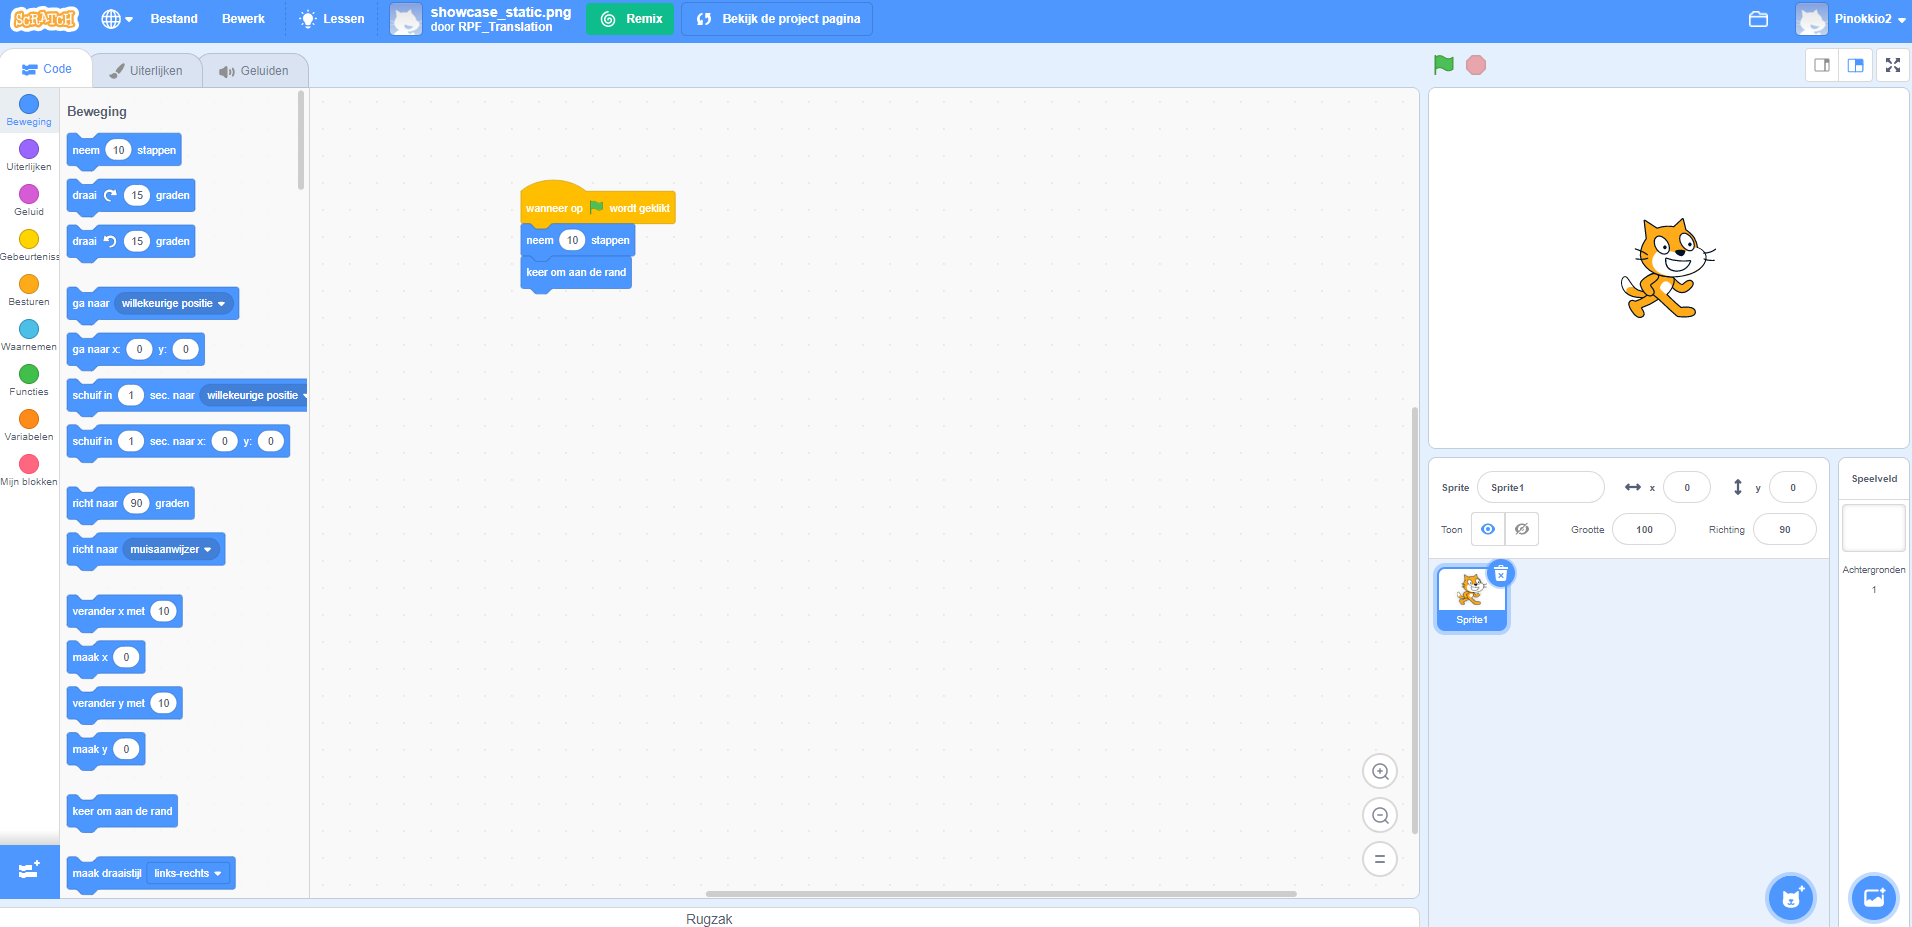 SCRATCH
Bestand
Bewerk
Lessen
showcase_static.png
door RPF_Translation
Remix
Bekijk de project pagina
Pinokkio2
Code
Uiterlijken
Geluiden
Beweging
Uiterlijken
Geluid
Gebeurteniss
Besturen
Waarnemen
Functies
Variabelen
Mijn blokken
Beweging
neem 10 stappen
draai 15 graden
draai 15 graden
ga naar willekeurige positie
ga naar x: 0 y: 0
schuif in 1 sec. naar willekeurige positie
schuif in 1 sec. naar x: 0 y: 0
richt naar 90 graden
richt naar muisaanwijzer
verander x met 10
maak x 0
verander y met 10
maak y 0
keer om aan de rand
maak draaistijl links-rechts
wanneer op wordt geklikt
neem 10 stappen
keer om aan de rand
Rugzak
Sprite Sprite1 x 0 y 0
Toon Grootte 100 Richting 90
Sprite1
Speelveld
Achtergronden
1